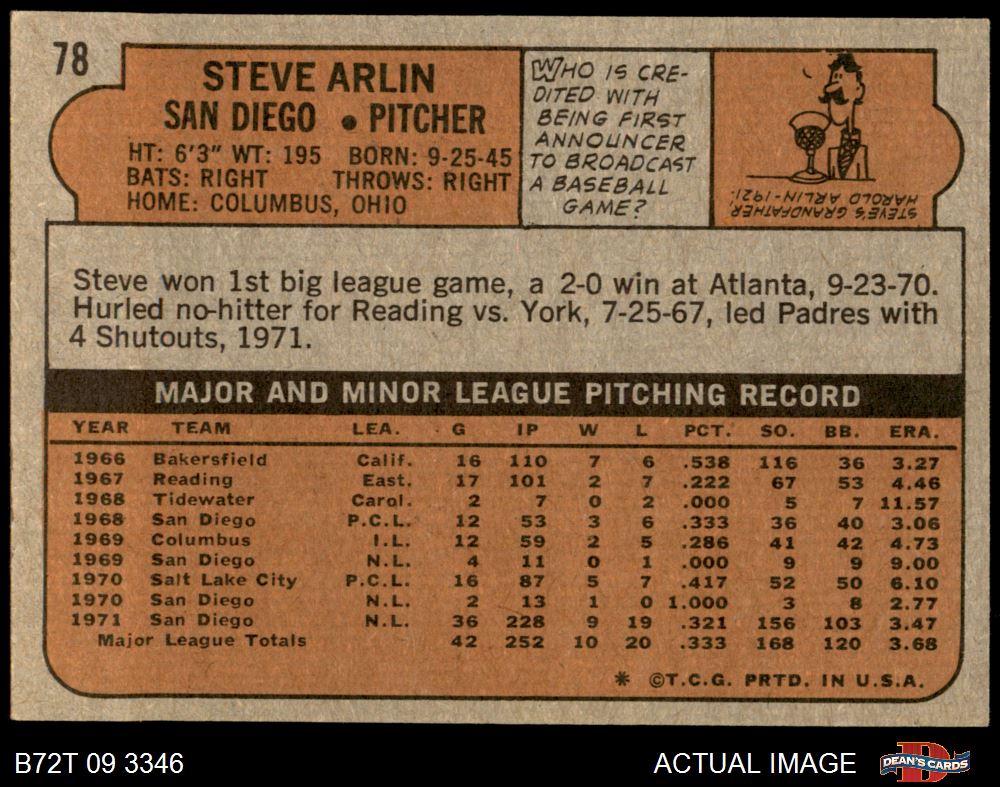 78
STEVE ARLIN
SAN DIEGO • PITCHER
HT: 6'3" WT: 195 BORN: 9-25-45
BATS: RIGHT THROWS: RIGHT
HOME: COLUMBUS, OHIO
WHO IS CRE-
DITED WITH
BEING FIRST
ANNOUNCER
TO BROADCAST
A BASEBALL
GAME?
STEVE'S GRANDFATHER,
HAROLD ARLIN-1921.
Steve won 1st big league game, a 2-0 win at Atlanta, 9-23-70.
Hurled no-hitter for Reading vs. York, 7-25-67, led Padres with
4 Shutouts, 1971.
MAJOR AND MINOR LEAGUE PITCHING RECORD
YEAR TEAM LEA. G IP W L PCT. SO. BB. ERA.
1966 Bakersfield Calif. 16 110 7 6 .538 116 36 3.27
1967 Reading East. 17 101 2 7 .222 67 53 4.46
1968 Tidewater Carol. 2 7 0 2 .000 5 7 11.57
1968 San Diego P.C.L. 12 53 3 6 .333 36 40 3.06
1969 Columbus I.L. 12 59 2 5 .286 41 42 4.73
1969 San Diego N.L. 4 11 0 1 .000 9 9 9.00
1970 Salt Lake City P.C.L. 16 87 5 7 .417 52 50 6.10
1970 San Diego N.L. 2 13 1 0 1.000 3 8 2.77
1971 San Diego N.L. 36 228 9 19 .321 156 103 3.47
Major League Totals 42 252 10 20 .333 168 120 3.68
* ©T.C.G. PRTD. IN U.S.A.
B72T 09 3346
ACTUAL IMAGE
D
DEAN'S CARDS